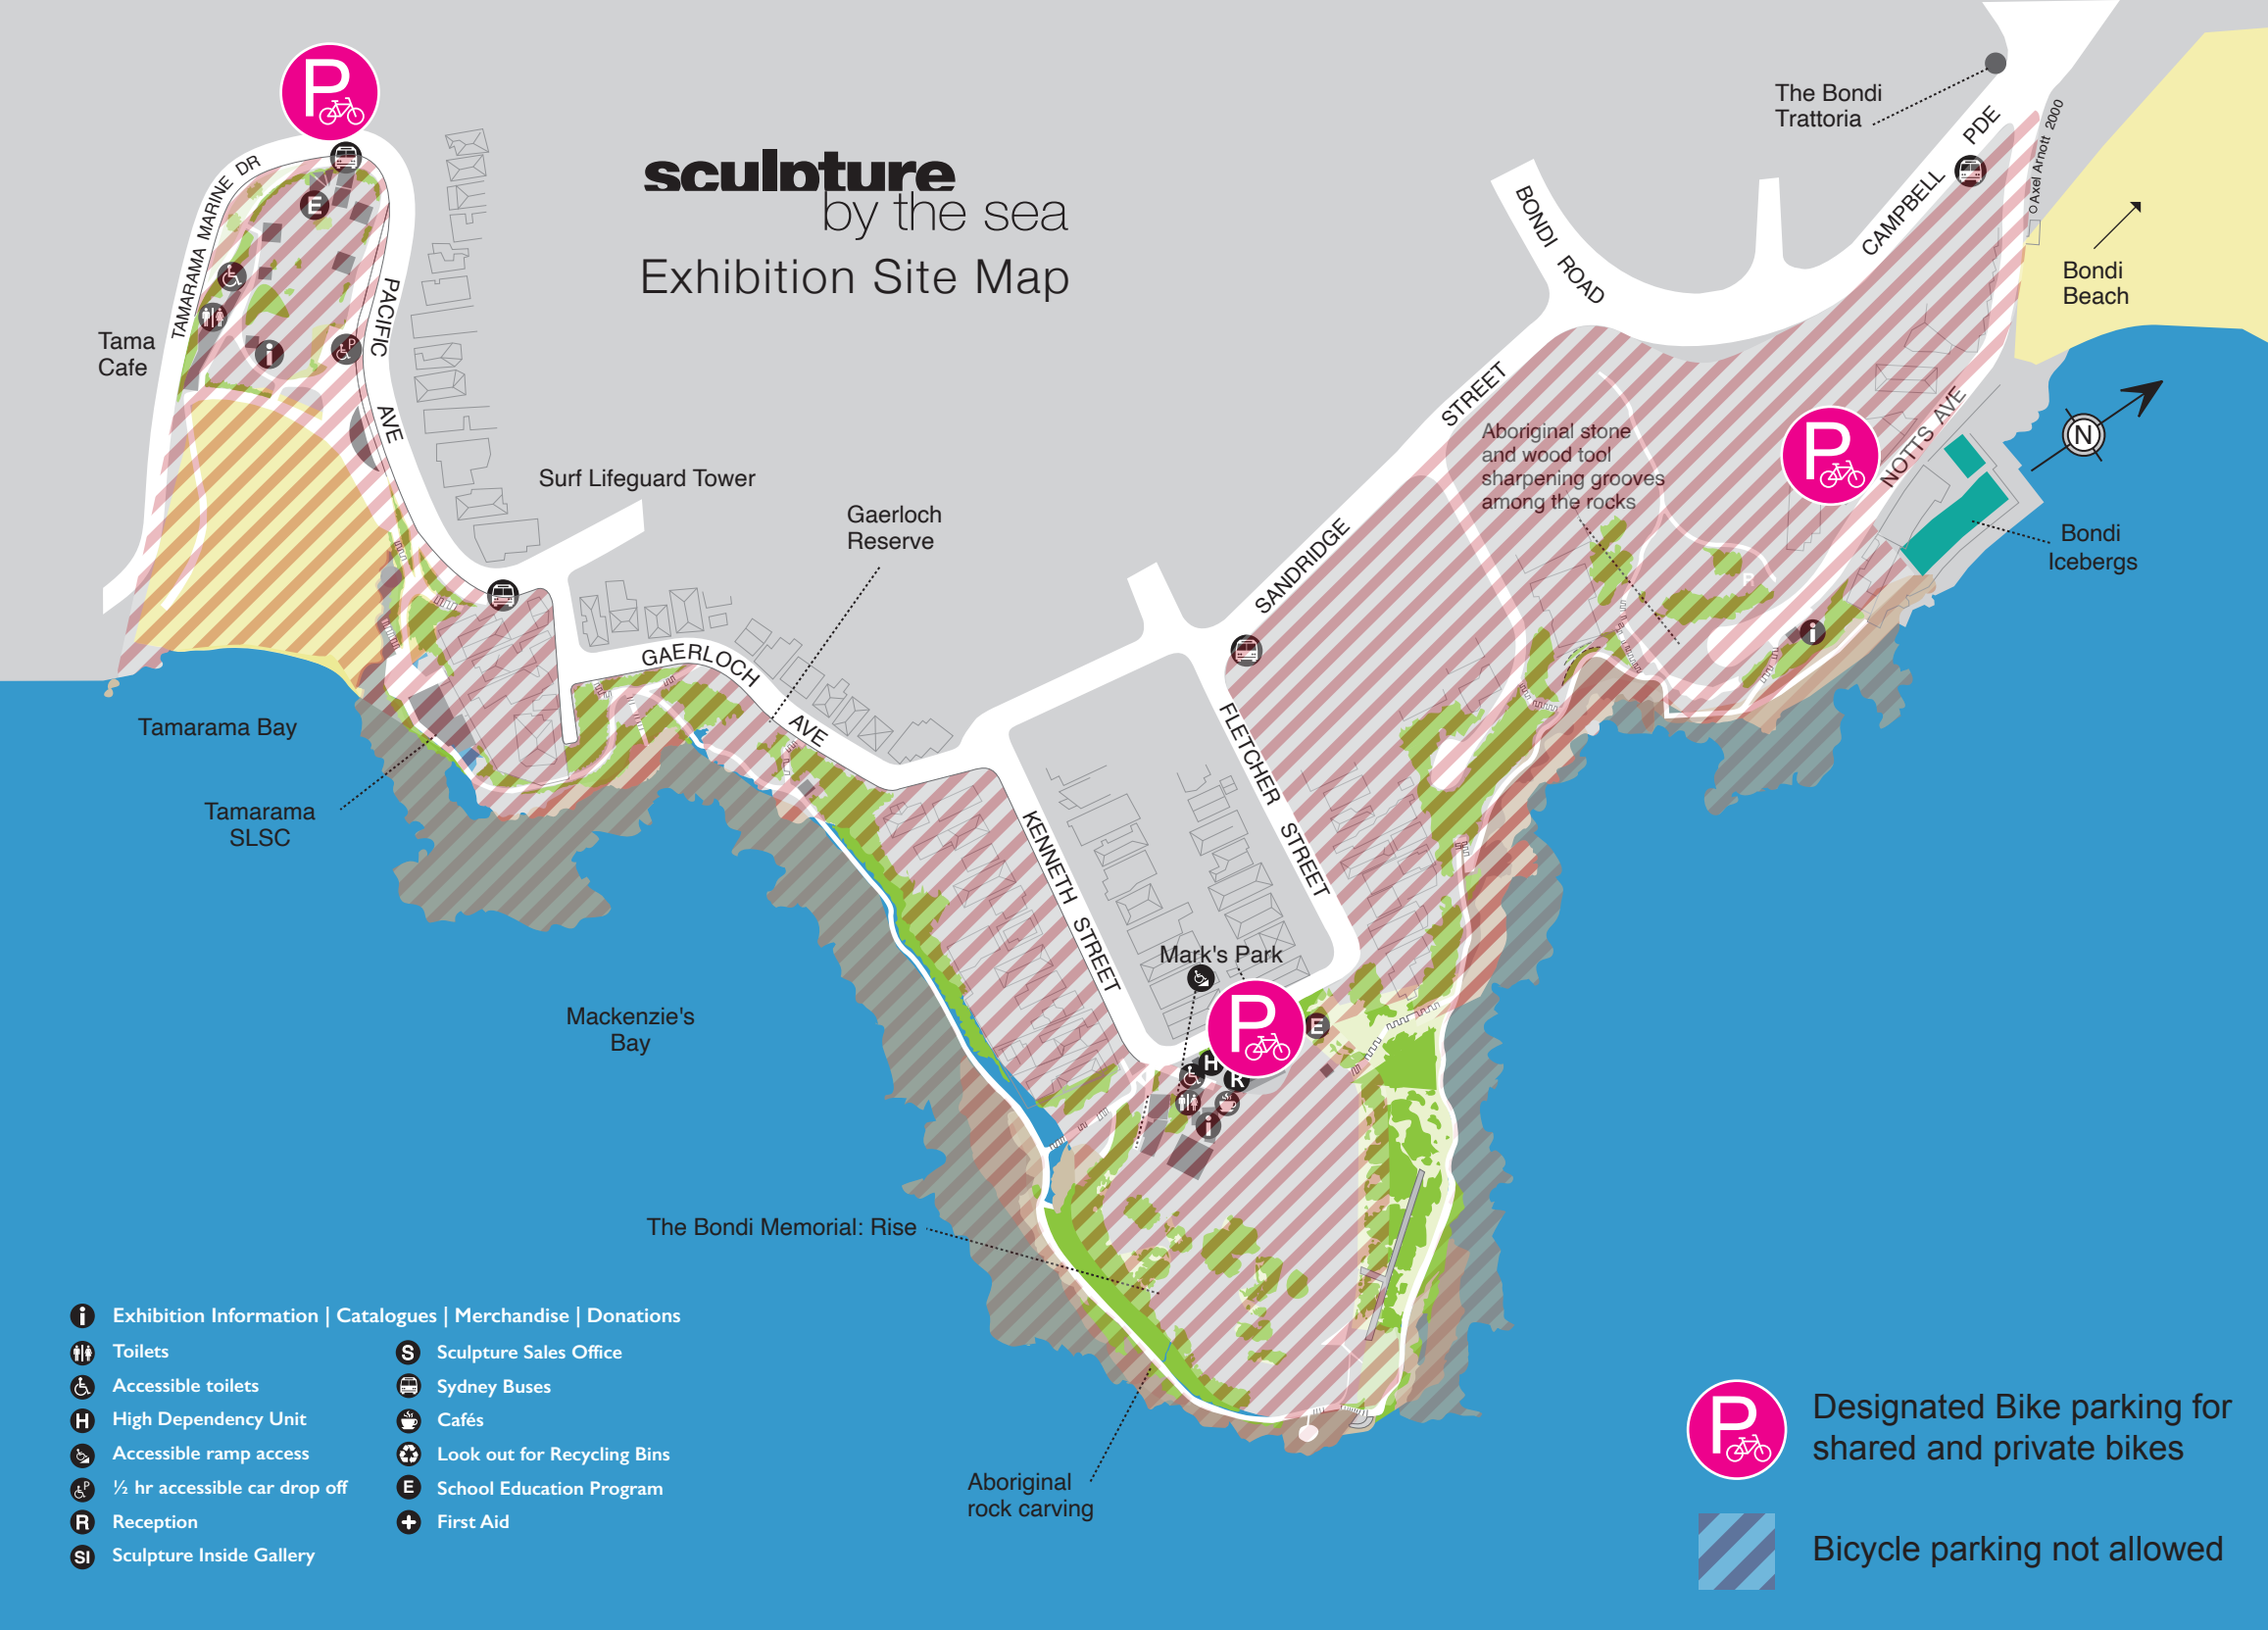 sculpture
by the sea
Exhibition Site Map
P
TAMARAMA MARINE DR
E
PACIFIC
AVE
P
i
Tama
Cafe
Surf Lifeguard Tower
Gaerloch
Reserve
GAERLOCH
AVE
Tamarama Bay
Tamarama
SLSC
Mackenzie's
Bay
The Bondi
Trattoria
CAMPBELL PDE
© Axel Arnott 2000
BONDI ROAD
Bondi
Beach
N
SANDRIDGE STREET
Aboriginal stone
and wood tool
sharpening grooves
among the rocks
P
NOTTS AVE
Bondi
Icebergs
R
i
FLETCHER STREET
KENNETH STREET
Mark's Park
P
E
H
R
i
The Bondi Memorial: Rise
Aboriginal
rock carving
i Exhibition Information | Catalogues | Merchandise | Donations
Toilets
Accessible toilets
H High Dependency Unit
Accessible ramp access
P ½ hr accessible car drop off
R Reception
SI Sculpture Inside Gallery
S Sculpture Sales Office
Sydney Buses
Cafés
Look out for Recycling Bins
E School Education Program
First Aid
P Designated Bike parking for
shared and private bikes
Bicycle parking not allowed